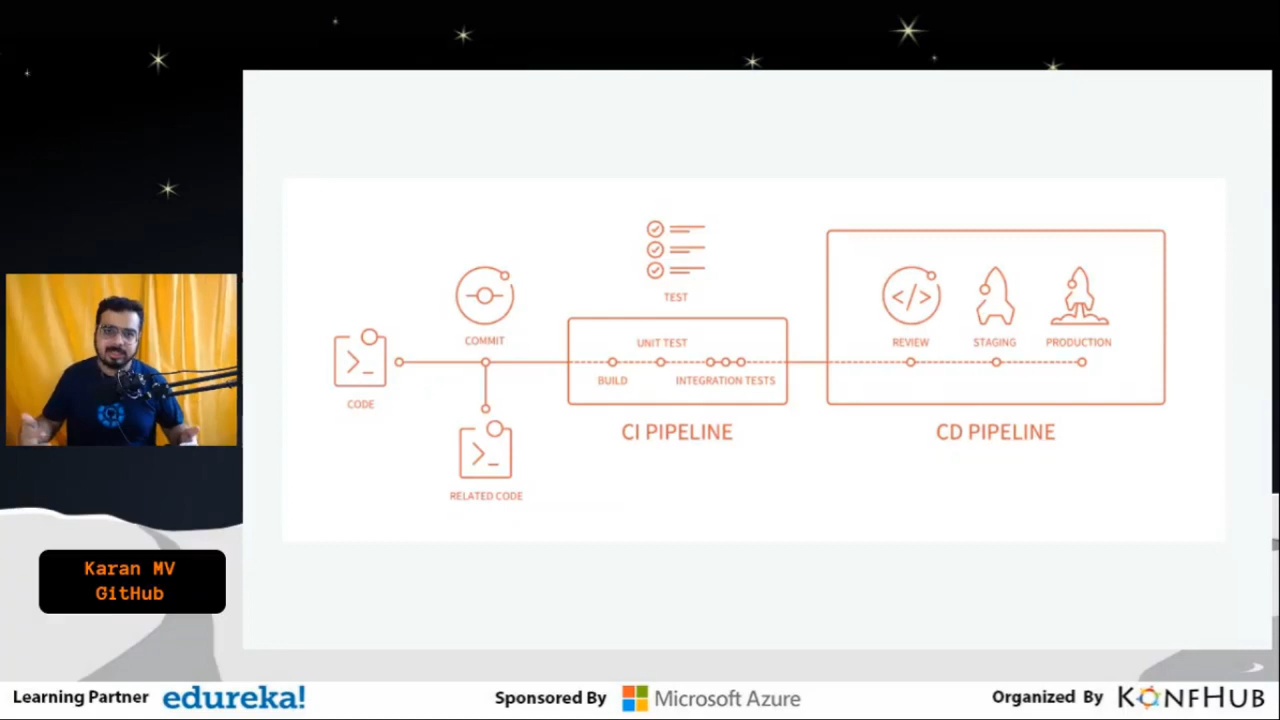 TEST
COMMIT
UNIT TEST
REVIEW
STAGING
PRODUCTION
BUILD
INTEGRATION TESTS
CODE
CI PIPELINE
CD PIPELINE
RELATED CODE
Karan MV
GitHub
Learning Partner edureka!
Sponsored By Microsoft Azure
Organized By KONFHUB